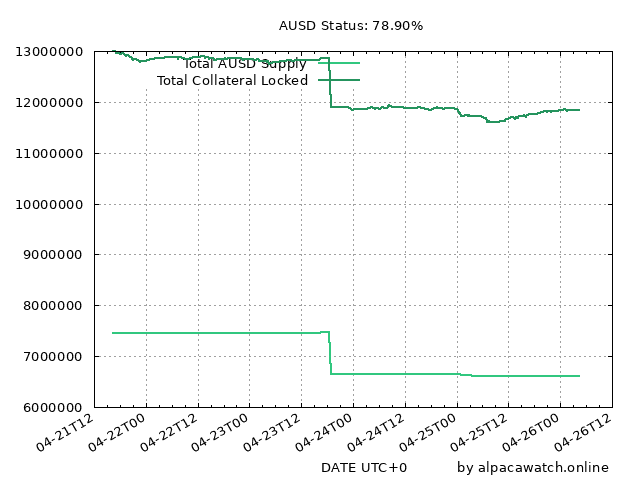 AUSD Status: 78.90%
13000000
Total AUSD Supply
Total Collateral Locked
12000000
11000000
10000000
9000000
8000000
7000000
6000000
04-21T12
04-22T00
04-22T12
04-23T00
04-23T12
04-24T00
04-24T12
04-25T00
04-25T12
04-26T00
04-26T12
DATE UTC+0
by alpacawatch.online